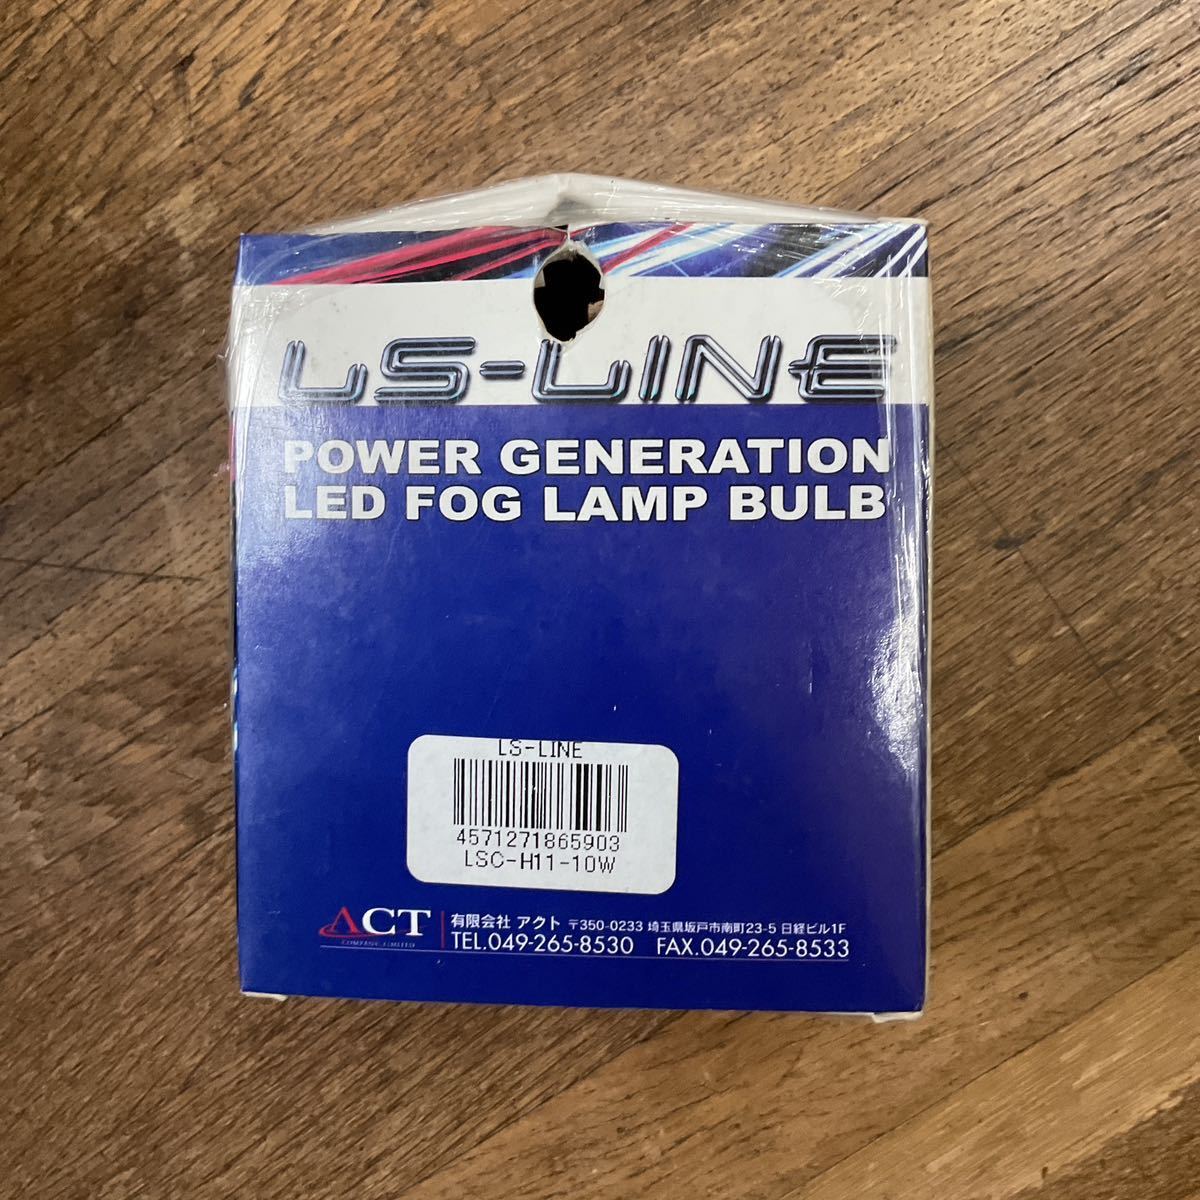 LS-LINE
POWER GENERATION
LED FOG LAMP BULB
LS-LINE
4571271865903
LSC-H11-10W
ACT
COMPANY LIMITED
有限会社 アクト 〒350-0233 埼玉県坂戸市南町23-5 日経ビル1F
TEL.049-265-8530 FAX.049-265-8533